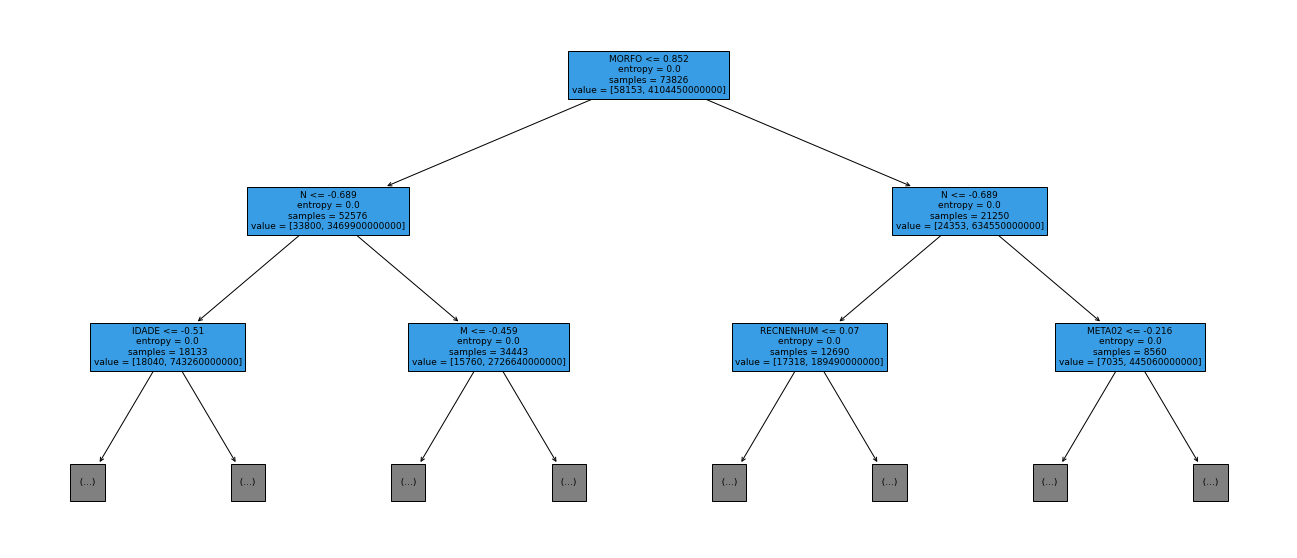 MORFO <= 0.852
entropy = 0.0
samples = 73826
value = [58153, 4104450000000]
N <= -0.689
entropy = 0.0
samples = 52576
value = [33800, 3469900000000]
N <= -0.689
entropy = 0.0
samples = 21250
value = [24353, 634550000000]
IDADE <= -0.51
entropy = 0.0
samples = 18133
value = [18040, 743260000000]
M <= -0.459
entropy = 0.0
samples = 34443
value = [15760, 2726640000000]
RECNENHUM <= 0.07
entropy = 0.0
samples = 12690
value = [17318, 189490000000]
META02 <= -0.216
entropy = 0.0
samples = 8560
value = [7035, 445060000000]
(...)
(...)
(...)
(...)
(...)
(...)
(...)
(...)